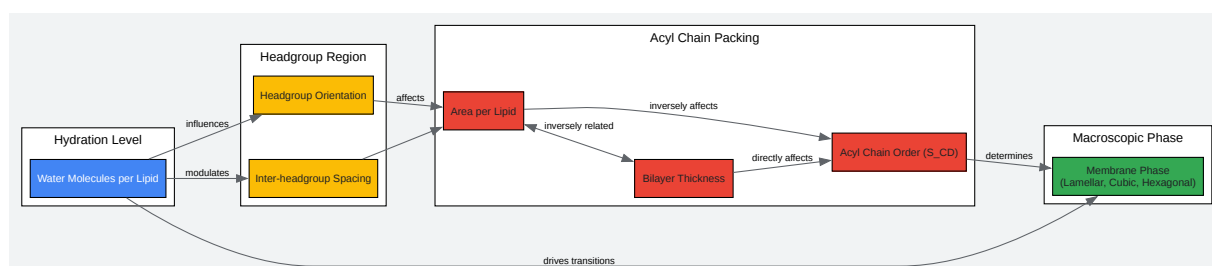 Hydration Level
Water Molecules per Lipid
influences
modulates
Headgroup Region
Headgroup Orientation
Inter-headgroup Spacing
affects
Acyl Chain Packing
Area per Lipid
inversely affects
inversely related
Bilayer Thickness
directly affects
Acyl Chain Order (S_CD)
determines
Macroscopic Phase
Membrane Phase
(Lamellar, Cubic, Hexagonal)
drives transitions